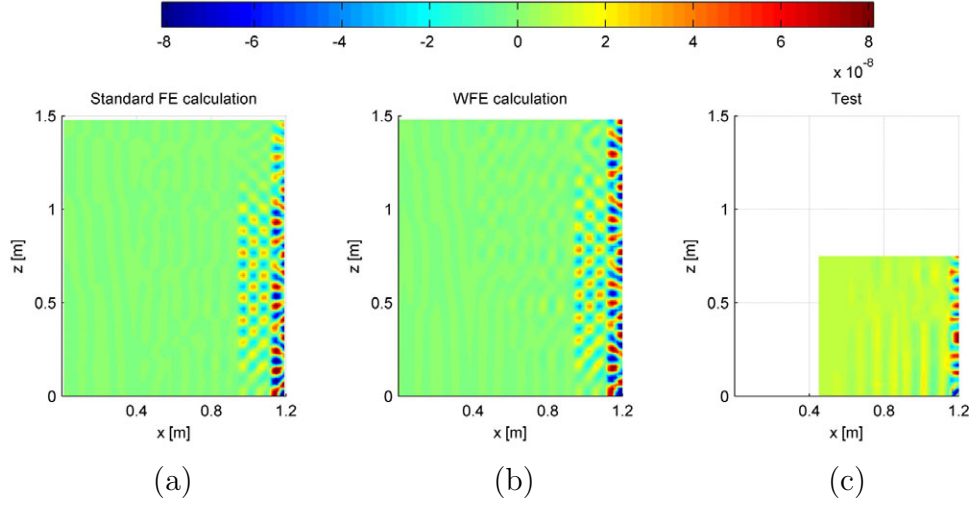 -8 -6 -4 -2 0 2 4 6 8
x 10^-8
Standard FE calculation WFE calculation Test
1.5 1.5 1.5
1 1 1
z [m] z [m] z [m]
0.5 0.5 0.5
0 0 0
0.4 0.8 1.2 0.4 0.8 1.2 0.4 0.8 1.2
x [m] x [m] x [m]
(a) (b) (c)